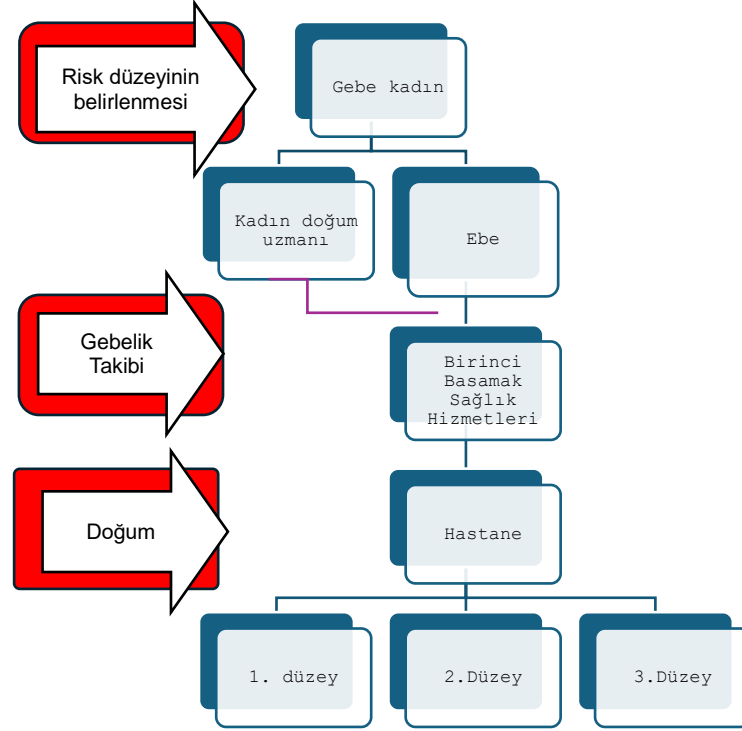 Risk düzeyinin
belirlenmesi
Gebe kadın
Kadın doğum
uzmanı
Ebe
Gebelik
Takibi
Birinci
Basamak
Sağlık
Hizmetleri
Doğum
Hastane
1. düzey
2.Düzey
3.Düzey